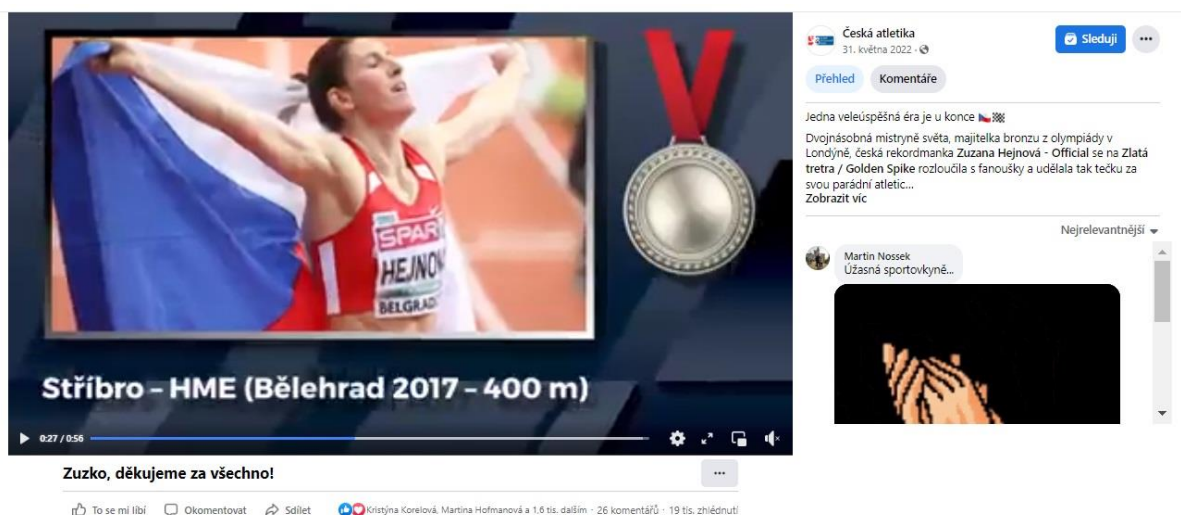 SPAR
HEJNOV
BELGRAD
Stříbro – HME (Bělehrad 2017 – 400 m)
0:27 / 0:56
Zuzko, děkujeme za všechno!
To se mi líbí
Okomentovat
Sdílet
Kristýna Korelová, Martina Hofmanová a 1,6 tis. dalším · 26 komentářů · 19 tis. zhlédnutí
Česká atletika
31. května 2022 ·
Sleduji
Přehled
Komentáře
Jedna veleúspěšná éra je u konce
Dvojnásobná mistryně světa, majitelka bronzu z olympiády v
Londýně, česká rekordmanka Zuzana Hejnová - Official se na Zlatá
tretra / Golden Spike rozloučila s fanoušky a udělala tak tečku za
svou parádní atletic...
Zobrazit víc
Nejrelevantnější
Martin Nossek
Úžasná sportovkyně...